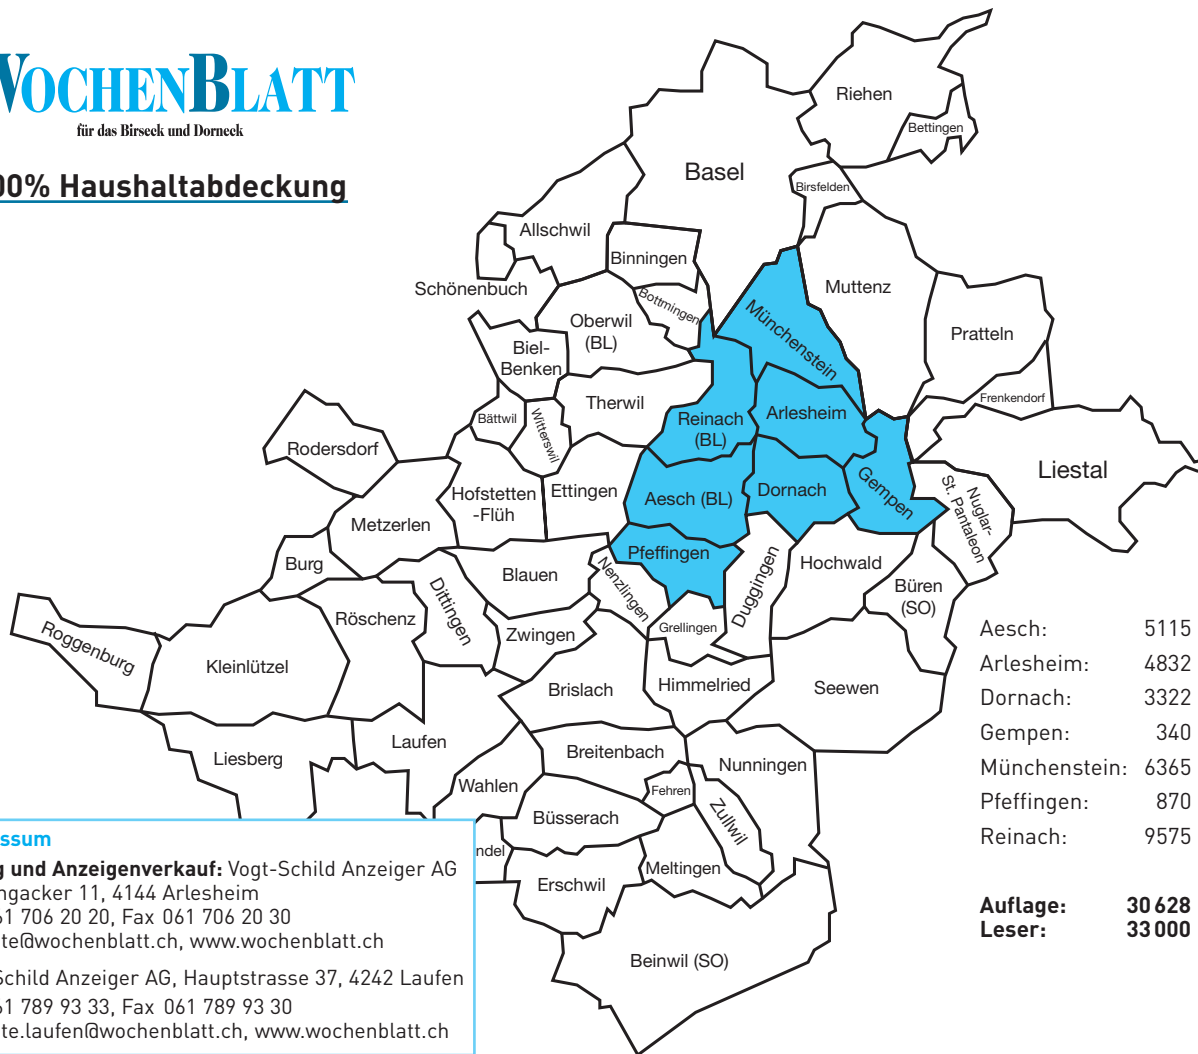 WOCHENBLATT
für das Birseck und Dorneck
00% Haushaltabdeckung
Riehen
Bettingen
Basel
Birsfelden
Allschwil
Binningen
Schönenbuch
Bottmingen
Muttenz
Münchenstein
Oberwil
(BL)
Biel-
Benken
Pratteln
Therwil
Frenkendorf
Bättwil
Witterswil
Reinach
(BL)
Arlesheim
Rodersdorf
Liestal
Hofstetten
-Flüh
Ettingen
Aesch (BL)
Dornach
Gempen
Nuglar-
St. Pantaleon
Metzerlen
Pfeffingen
Burg
Blauen
Nenzlingen
Duggingen
Hochwald
Büren
(SO)
Dittingen
Röschenz
Zwingen
Grellingen
Roggenburg
Kleinlützel
Brislach
Himmelried
Seewen
Laufen
Liesberg
Breitenbach
Nunningen
Wahlen
Fehren
Büsserach
Zullwil
ndel
Erschwil
Meltingen
Beinwil (SO)
Aesch: 5115
Arlesheim: 4832
Dornach: 3322
Gempen: 340
Münchenstein: 6365
Pfeffingen: 870
Reinach: 9575
Auflage: 30 628
Leser: 33 000
ssum
g und Anzeigenverkauf: Vogt-Schild Anzeiger AG
ngacker 11, 4144 Arlesheim
61 706 20 20, Fax 061 706 20 30
te@wochenblatt.ch, www.wochenblatt.ch
Schild Anzeiger AG, Hauptstrasse 37, 4242 Laufen
61 789 93 33, Fax 061 789 93 30
te.laufen@wochenblatt.ch, www.wochenblatt.ch